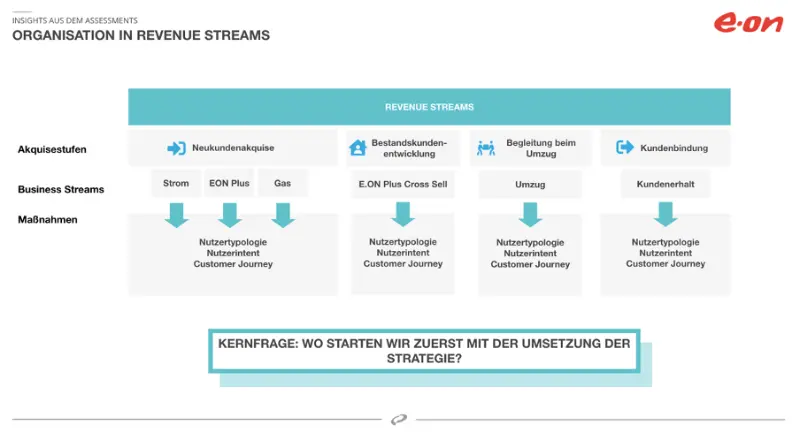 INSIGHTS AUS DEM ASSESSMENTS
ORGANISATION IN REVENUE STREAMS
e·on
REVENUE STREAMS
Akquisestufen
Neukundenakquise
Bestandskunden-
entwicklung
Begleitung beim
Umzug
Kundenbindung
Business Streams
Strom
EON Plus
Gas
E.ON Plus Cross Sell
Umzug
Kundenerhalt
Maßnahmen
Nutzertypologie
Nutzerintent
Customer Journey
Nutzertypologie
Nutzerintent
Customer Journey
Nutzertypologie
Nutzerintent
Customer Journey
Nutzertypologie
Nutzerintent
Customer Journey
KERNFRAGE: WO STARTEN WIR ZUERST MIT DER UMSETZUNG DER
STRATEGIE?